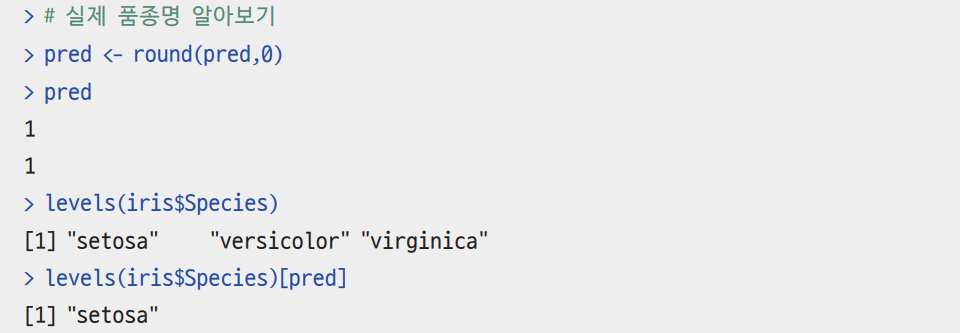 > # 실제 품종명 알아보기
> pred <- round(pred,0)
> pred
1
1
> levels(iris$Species)
[1] "setosa"     "versicolor" "virginica"
> levels(iris$Species)[pred]
[1] "setosa"